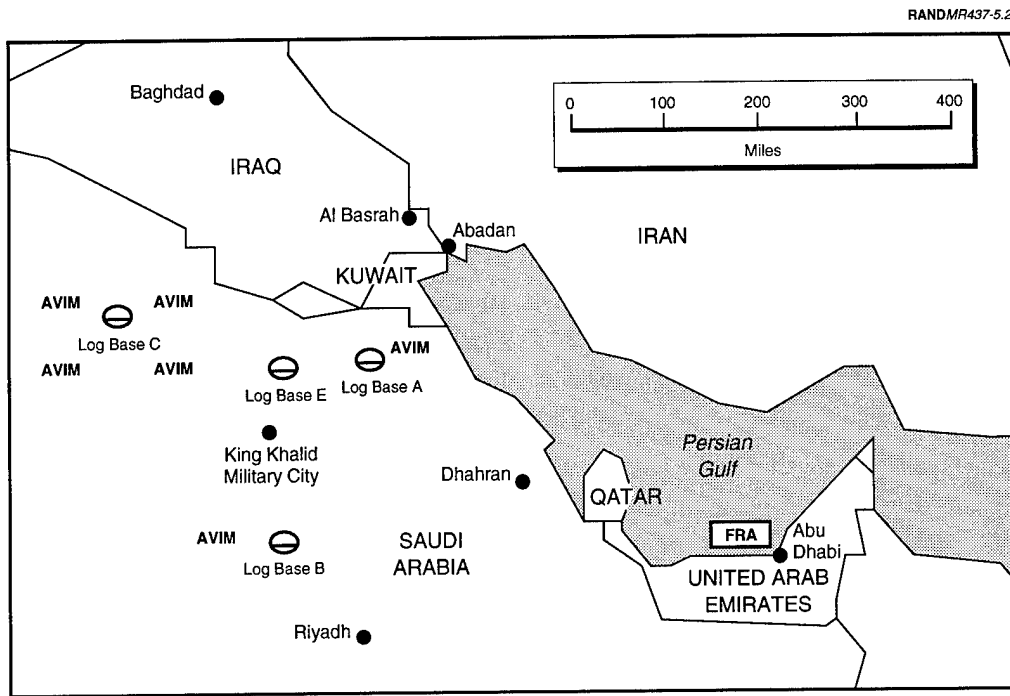 RANDMR437-5.2
Baghdad
0 100 200 300 400
Miles
IRAQ
Al Basrah
Abadan
IRAN
KUWAIT
AVIM AVIM
Log Base C
AVIM
AVIM AVIM
Log Base E
Log Base A
King Khalid
Military City
Persian
Gulf
Dhahran
QATAR
AVIM
FRA
Abu
Dhabi
SAUDI
ARABIA
Log Base B
UNITED ARAB
EMIRATES
Riyadh